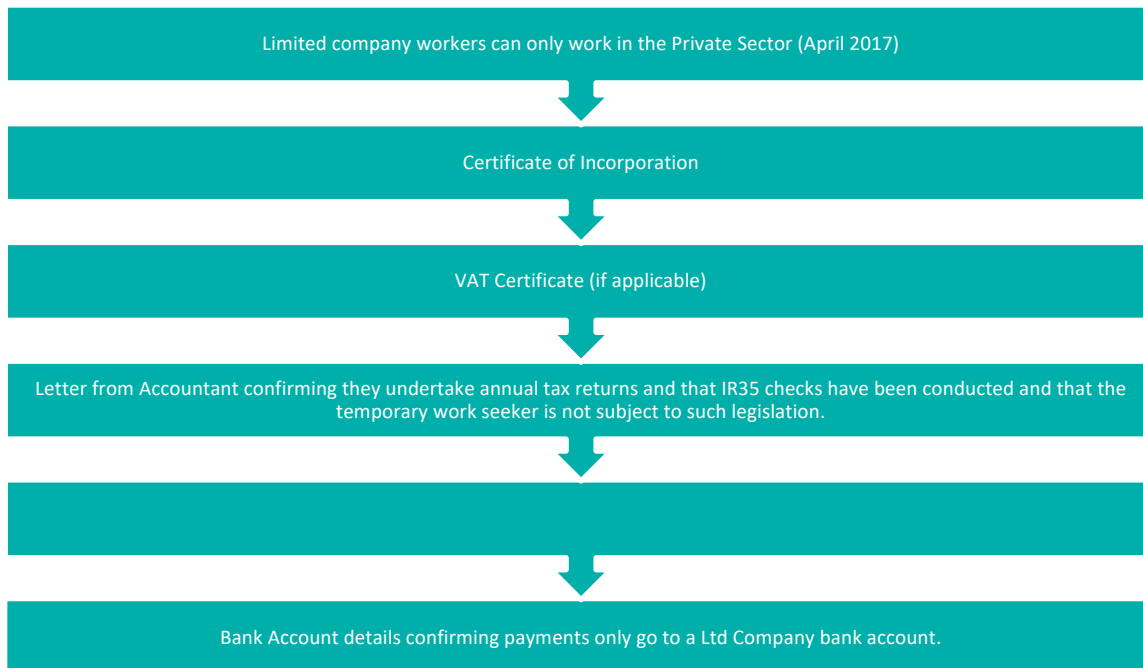 Limited company workers can only work in the Private Sector (April 2017)
Certificate of Incorporation
VAT Certificate (if applicable)
Letter from Accountant confirming they undertake annual tax returns and that IR35 checks have been conducted and that the
temporary work seeker is not subject to such legislation.
Bank Account details confirming payments only go to a Ltd Company bank account.